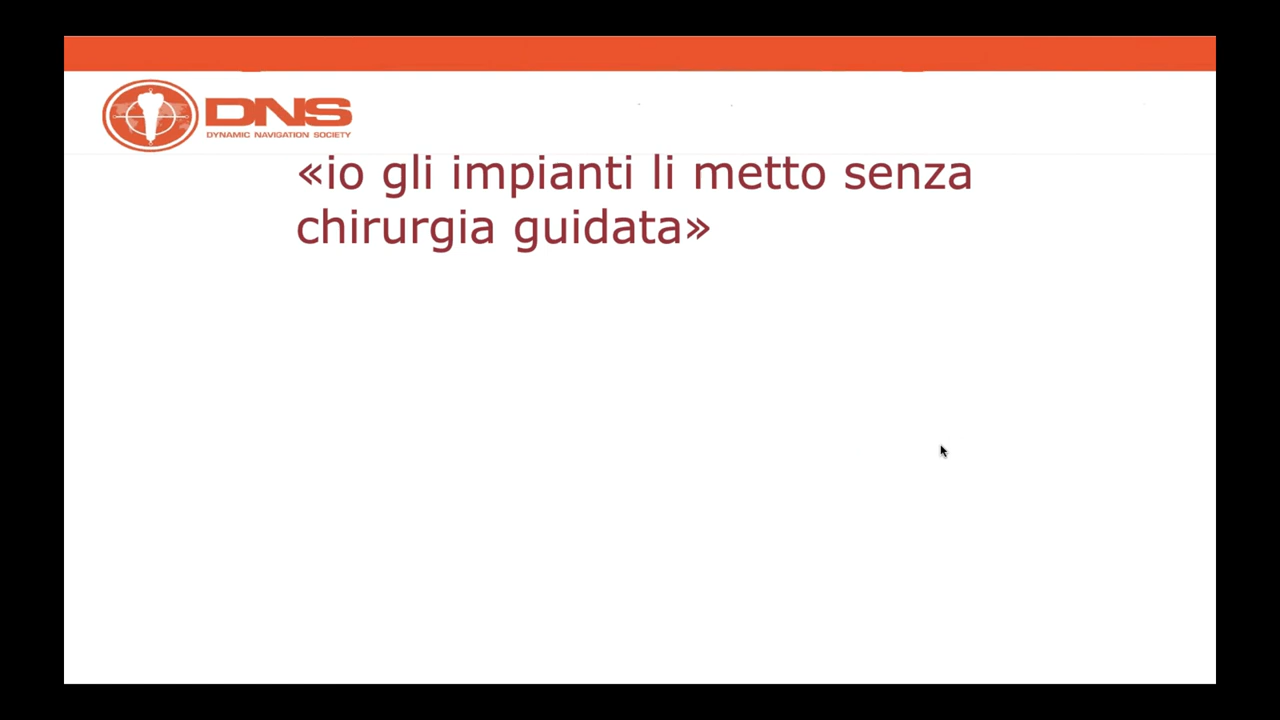 DNS
DYNAMIC NAVIGATION SOCIETY
«io gli impianti li metto senza
chirurgia guidata»